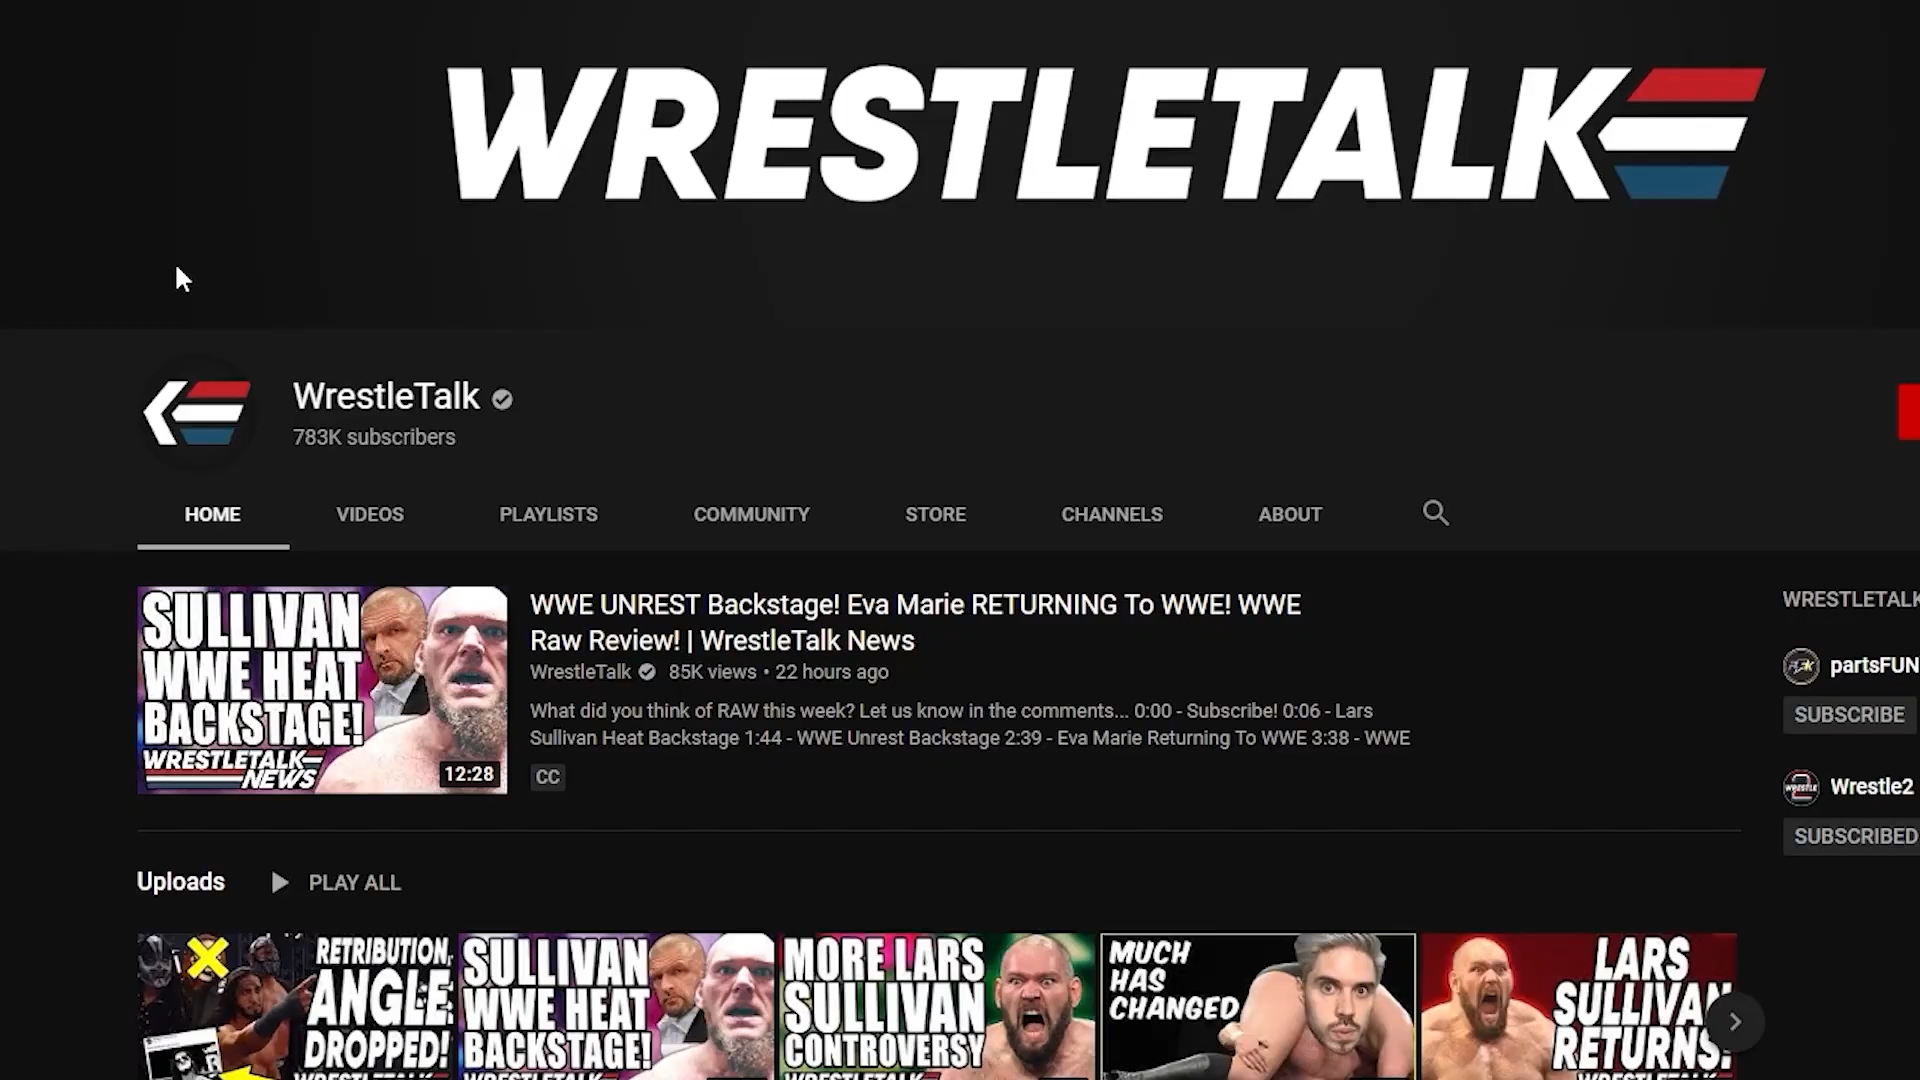 WRESTLETALK
WrestleTalk
783K subscribers
HOME VIDEOS PLAYLISTS COMMUNITY STORE CHANNELS ABOUT
SULLIVAN
WWE HEAT
BACKSTAGE!
WRESTLETALK
NEWS
12:28
WWE UNREST Backstage! Eva Marie RETURNING To WWE! WWE
Raw Review! | WrestleTalk News
WrestleTalk 85K views • 22 hours ago
What did you think of RAW this week? Let us know in the comments... 0:00 - Subscribe! 0:06 - Lars
Sullivan Heat Backstage 1:44 - WWE Unrest Backstage 2:39 - Eva Marie Returning To WWE 3:38 - WWE
CC
WRESTLETALK
partsFUN
SUBSCRIBE
Wrestle2
SUBSCRIBED
Uploads PLAY ALL
RETRIBUTION
ANGLE
DROPPED!
SULLIVAN
WWE HEAT
BACKSTAGE!
WRESTLETALK
MORE LARS
SULLIVAN
CONTROVERSY
WRESTLETALK
MUCH
HAS
CHANGED
LARS
SULLIVAN
RETURNS!